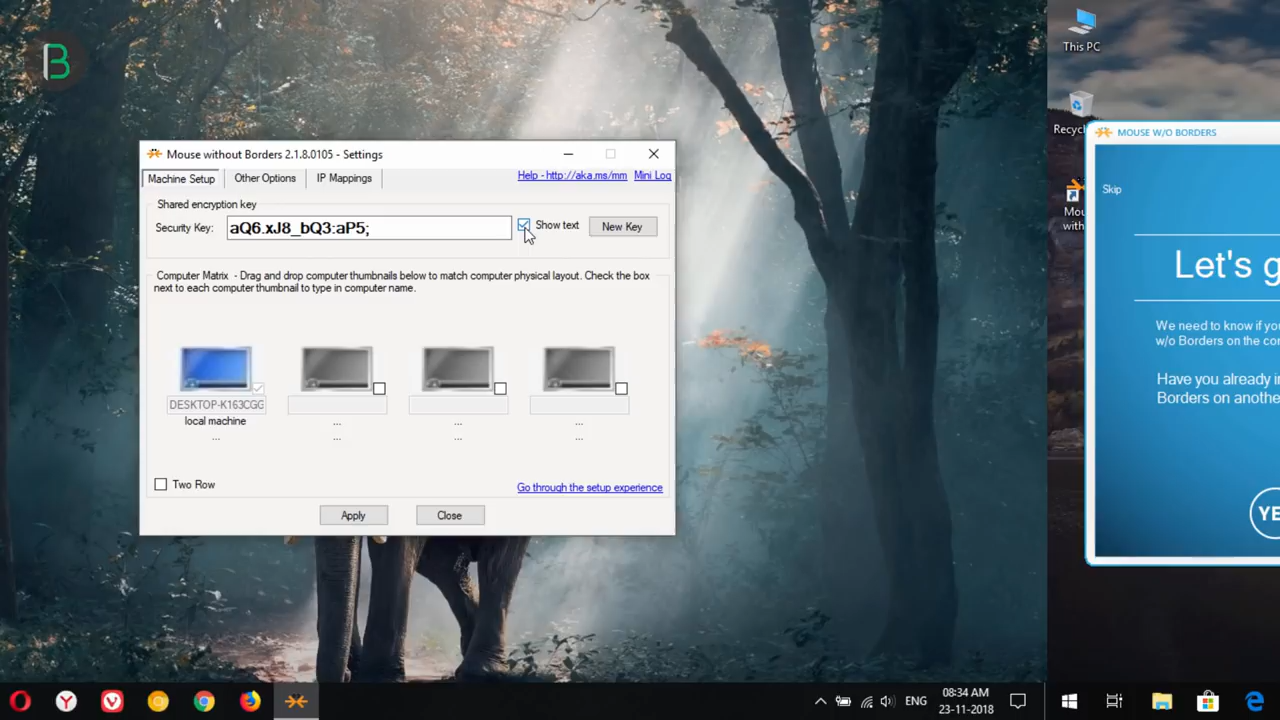 Mouse without Borders 2.1.8.0105 - Settings
Machine Setup
Other Options
IP Mappings
Help - http://aka.ms/mm
Mini Log
Shared encryption key
Security Key:
aQ6.xJ8_bQ3:aP5;
Show text
New Key
Computer Matrix - Drag and drop computer thumbnails below to match computer physical layout. Check the box
next to each computer thumbnail to type in computer name.
DESKTOP-K163CGG
local machine
...
...
...
...
...
...
...
...
Two Row
Go through the setup experience
Apply
Close
This PC
Recyc
Mou
with
MOUSE W/O BORDERS
Skip
Let's g
We need to know if you
w/o Borders on the co
Have you already in
Borders on anothe
YE
ENG
08:34 AM
23-11-2018